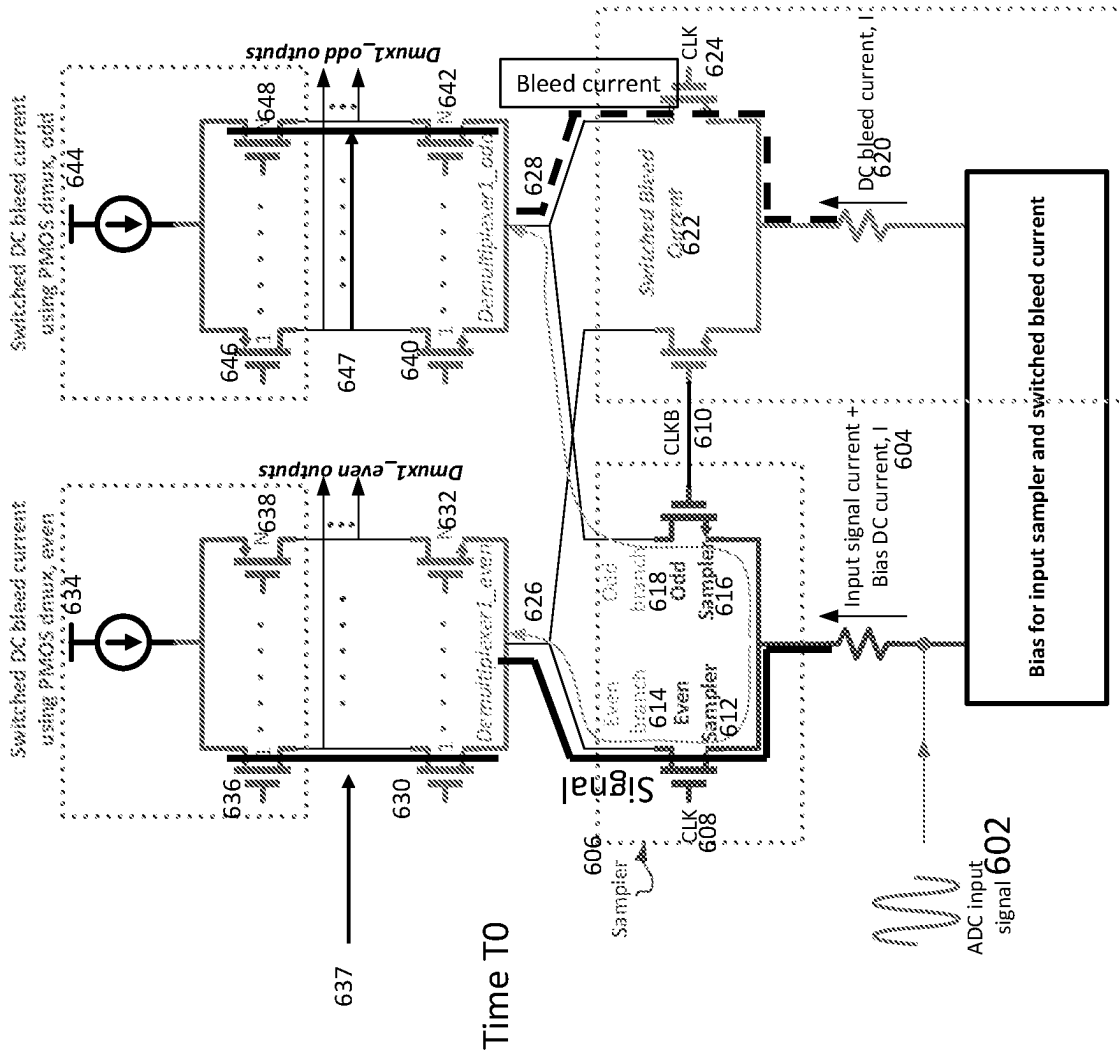 Switched DC bleed current
using PMOS dmux, even
634
636
1
N
638
637
Dmux1_even outputs
630
1
632
Demultiplexer1_even
626
Switched DC bleed current
using PMOS dmux, odd
644
646
1
N
648
647
Dmux1_odd outputs
640
1
642
Demultiplexer1_odd
628
Bleed current
Time T0
Signal
606
Sampler
CLK
608
Even
branch
614
Even
Sampler
612
Odd
branch
618
Odd
Sampler
616
CLKB
610
Switched Bleed
Current
622
CLK
624
Input signal current +
Bias DC current, I
604
DC bleed current, I
620
ADC input
signal 602
Bias for input sampler and switched bleed current